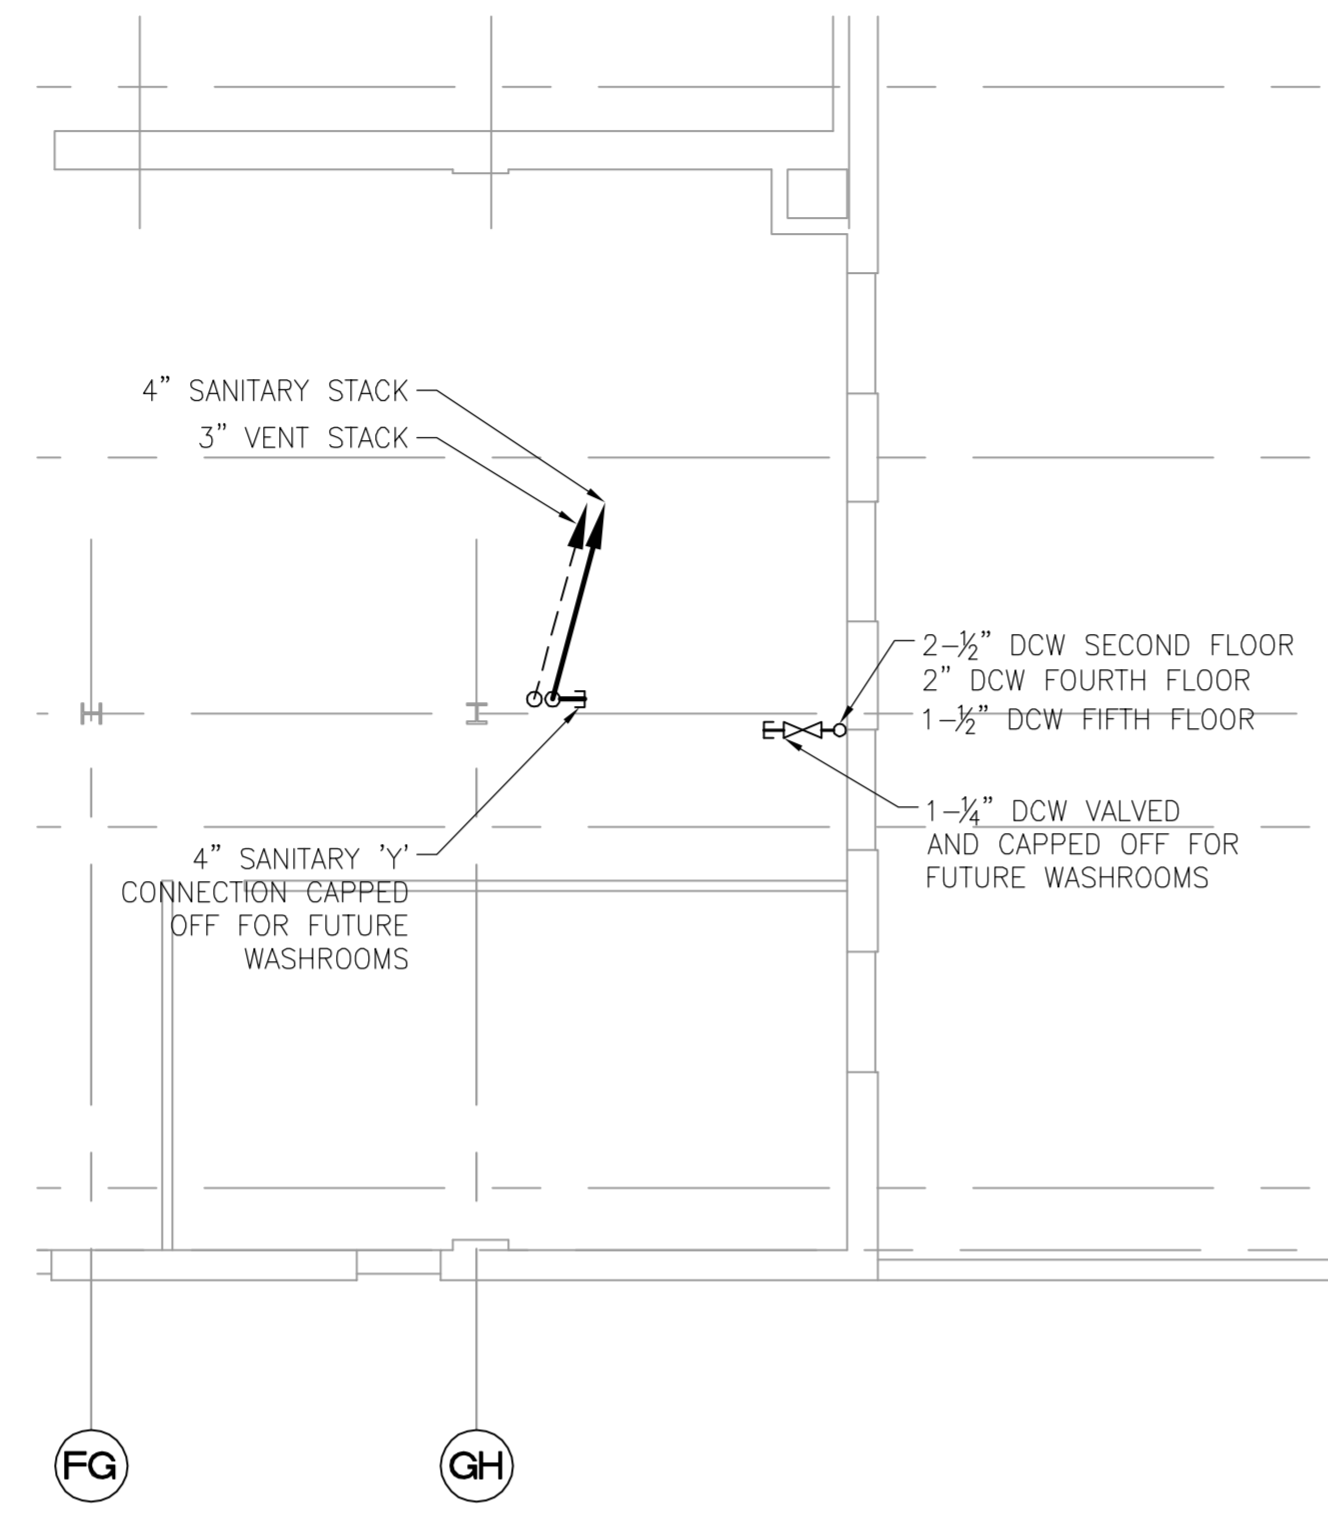 4” SANITARY STACK
3” VENT STACK
2-½” DCW SECOND FLOOR
2” DCW FOURTH FLOOR
1-½” DCW FIFTH FLOOR
1-¼” DCW VALVED
AND CAPPED OFF FOR
FUTURE WASHROOMS
4” SANITARY ’Y’
CONNECTION CAPPED
OFF FOR FUTURE
WASHROOMS
FG
GH